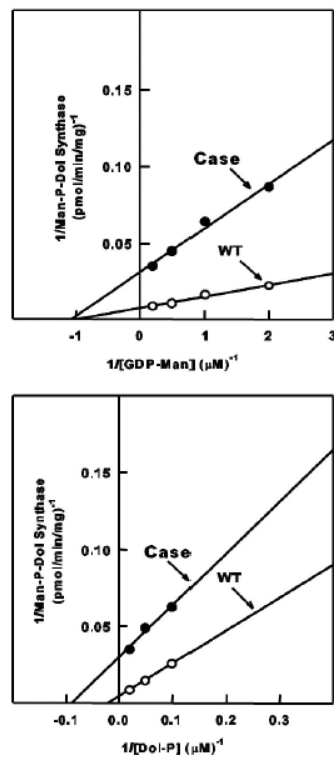 0.15
0.10
0.05
1/Man-P-Dol Synthase
(pmol/min/mg)⁻¹
Case
WT
-1 0 1 2 3
1/[GDP-Man] (μM)⁻¹
0.15
0.10
0.05
1/Man-P-Dol Synthase
(pmol/min/mg)⁻¹
Case
WT
-0.1 0.0 0.1 0.2 0.3
1/[Dol-P] (μM)⁻¹